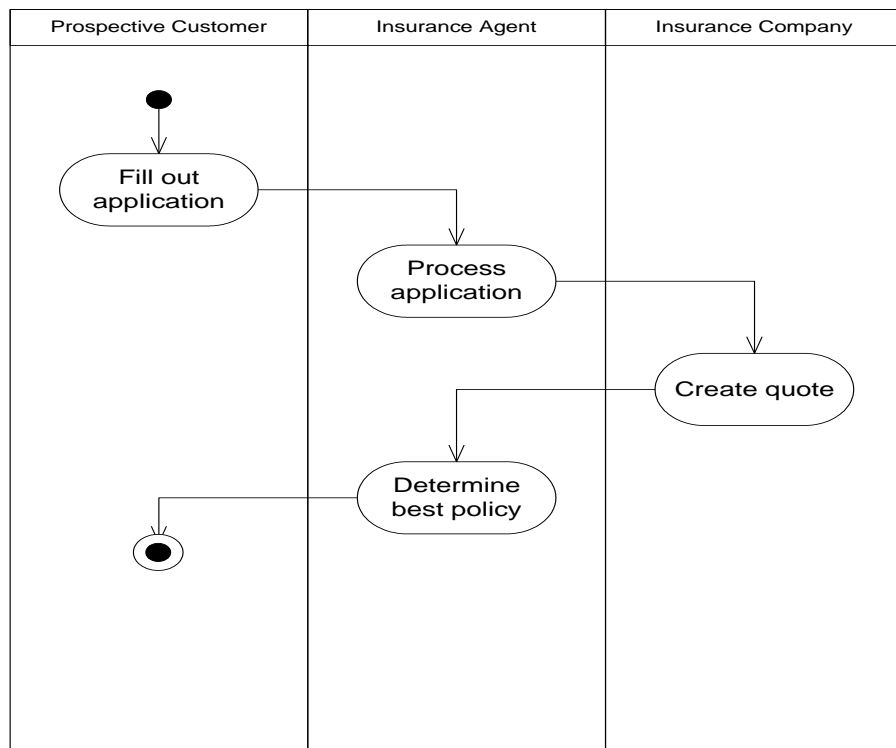 Prospective Customer
Insurance Agent
Insurance Company
Fill out
application
Process
application
Create quote
Determine
best policy